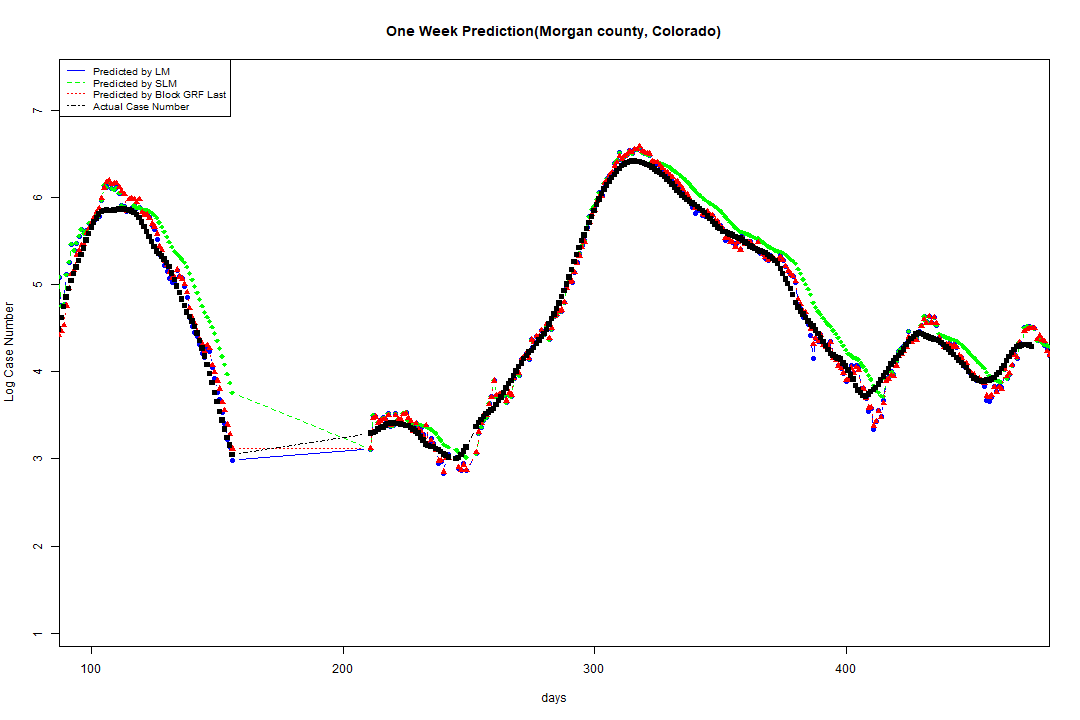 One Week Prediction(Morgan county, Colorado)
Predicted by LM
Predicted by SLM
Predicted by Block GRF Last
Actual Case Number
Log Case Number
7
6
5
4
3
2
1
100 200 300 400
days